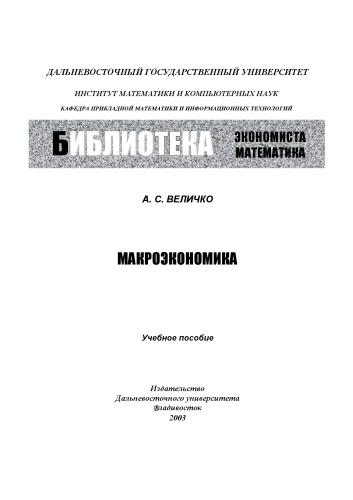 ДАЛЬНЕВОСТОЧНЫЙ ГОСУДАРСТВЕННЫЙ УНИВЕРСИТЕТ
ИНСТИТУТ МАТЕМАТИКИ И КОМПЬЮТЕРНЫХ НАУК
КАФЕДРА ПРИКЛАДНОЙ МАТЕМАТИКИ И ИНФОРМАЦИОННЫХ ТЕХНОЛОГИЙ
БИБЛИОТЕКА ЭКОНОМИСТА
МАТЕМАТИКА
А. С. ВЕЛИЧКО
МАКРОЭКОНОМИКА
Учебное пособие
Издательство
Дальневосточного университета
Владивосток
2003